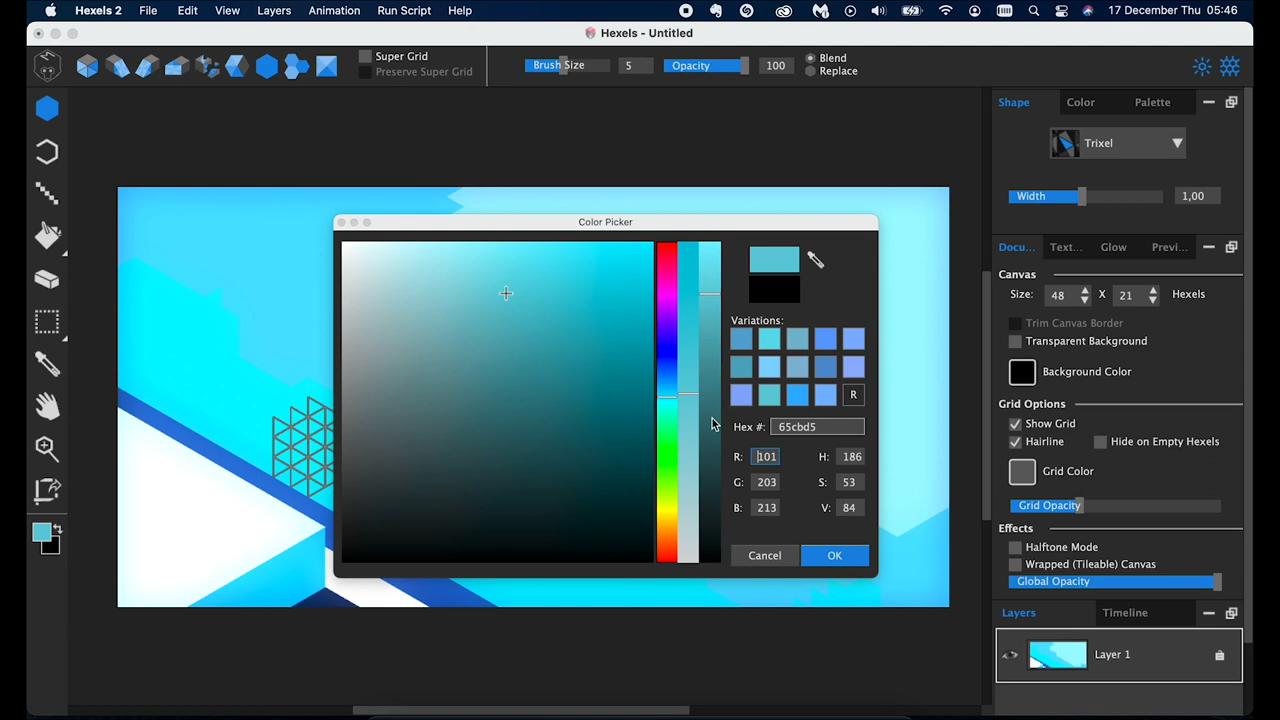 Hexels 2 File Edit View Layers Animation Run Script Help 17 December Thu 05:46
Hexels - Untitled
Super Grid
Preserve Super Grid
Brush Size 5 Opacity 100
Blend
Replace
Shape Color Palette
Trixel
Width 1,00
Docu... Text... Glow Previ...
Canvas
Size: 48 X 21 Hexels
Trim Canvas Border
Transparent Background
Background Color
Grid Options
Show Grid
Hairline Hide on Empty Hexels
Grid Color
Grid Opacity
Effects
Halftone Mode
Wrapped (Tileable) Canvas
Global Opacity
Layers Timeline
Layer 1
Color Picker
Variations:
R
Hex #: 65cbd5
R: 101 H: 186
G: 203 S: 53
B: 213 V: 84
Cancel OK